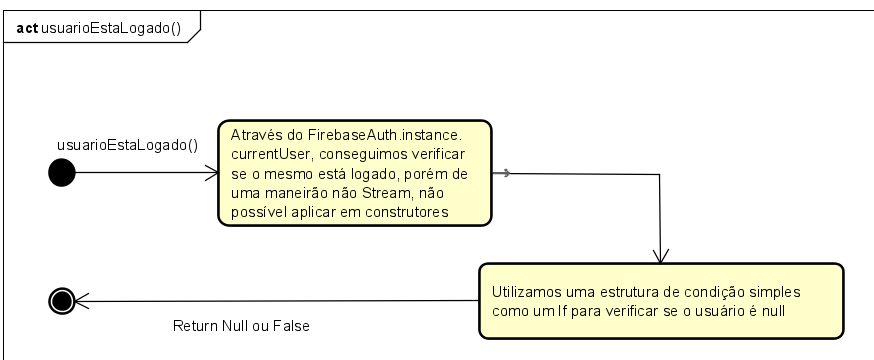 act usuarioEstaLogado()
usuarioEstaLogado()
Através do FirebaseAuth.instance.
currentUser, conseguimos verificar
se o mesmo está logado, porém de
uma maneirão não Stream, não
possível aplicar em construtores
Utilizamos uma estrutura de condição simples
como um If para verificar se o usuário é null
Return Null ou False